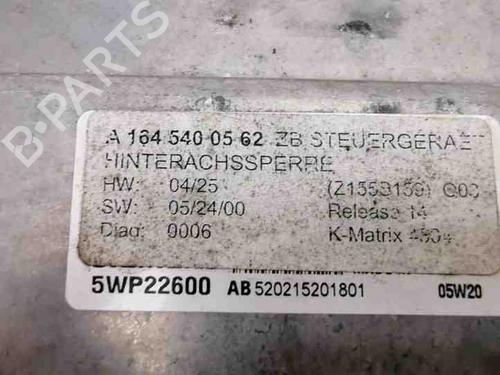 A 164 540 05 62 ZB STEUERGERAET
HINTERACHSSPERRE
HW: 04/25
SW: 05/24/00 Release 14
Diag: 0006 K-Matrix
5WP22600 AB 520215201801 05W20
B-PARTS